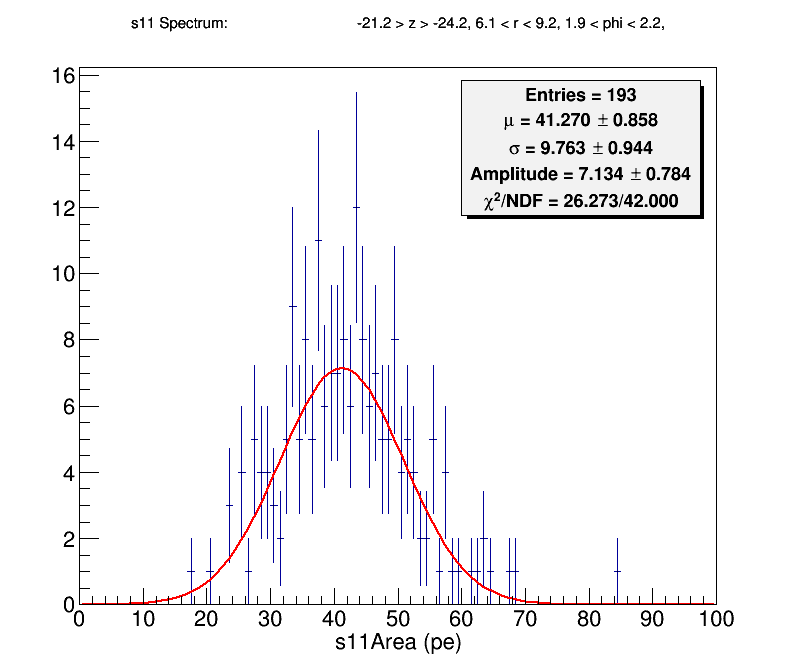 s11 Spectrum: -21.2 > z > -24.2, 6.1 < r < 9.2, 1.9 < phi < 2.2,
Entries = 193
μ = 41.270 ± 0.858
σ = 9.763 ± 0.944
Amplitude = 7.134 ± 0.784
χ²/NDF = 26.273/42.000
16
14
12
10
8
6
4
2
0
0 10 20 30 40 50 60 70 80 90 100
s11Area (pe)